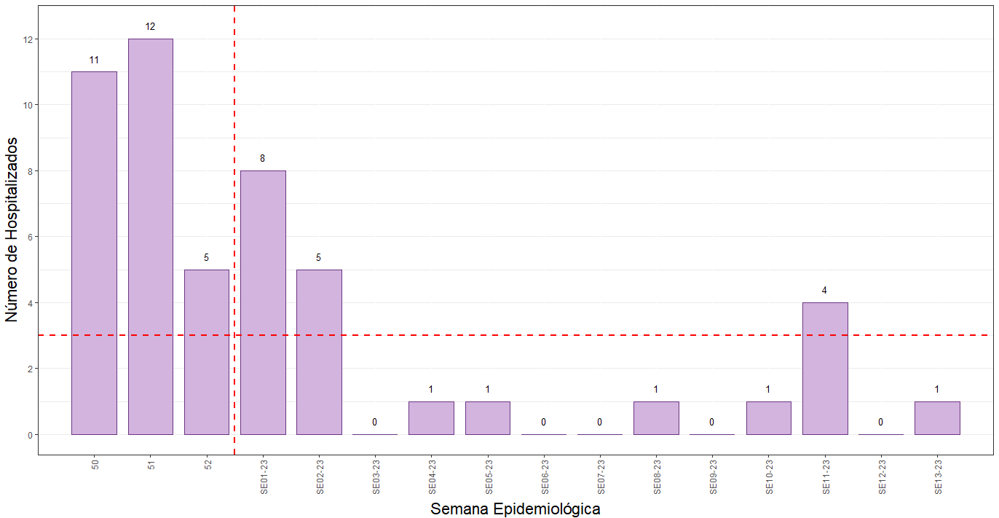 Número de Hospitalizados
12
10
8
6
4
2
0
11
12
5
8
5
0
1
1
0
0
1
0
1
4
0
1
50
51
52
SE01-23
SE02-23
SE03-23
SE04-23
SE05-23
SE06-23
SE07-23
SE08-23
SE09-23
SE10-23
SE11-23
SE12-23
SE13-23
Semana Epidemiológica